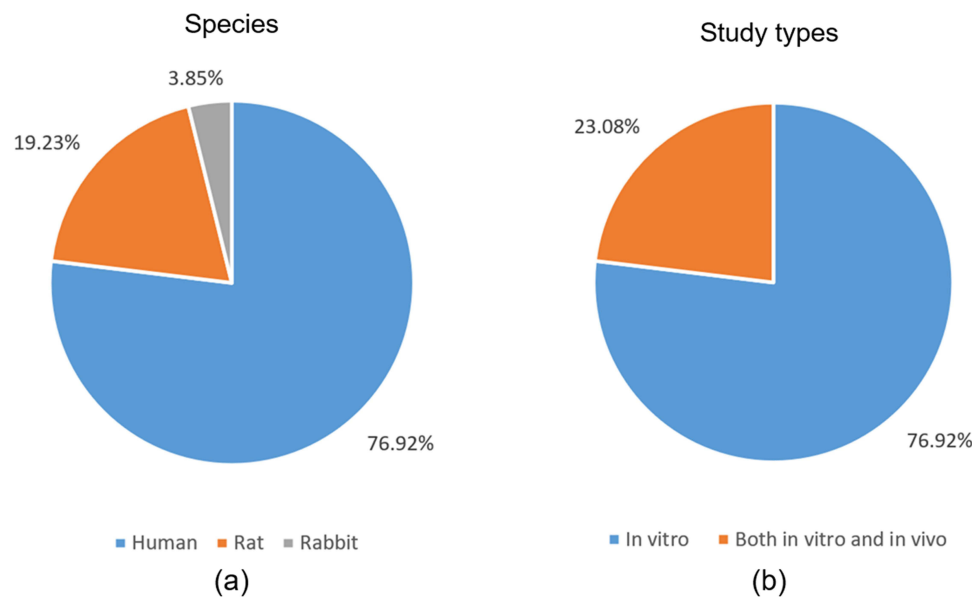 Species
3.85%
19.23%
76.92%
Human Rat Rabbit
(a)
Study types
23.08%
76.92%
In vitro Both in vitro and in vivo
(b)